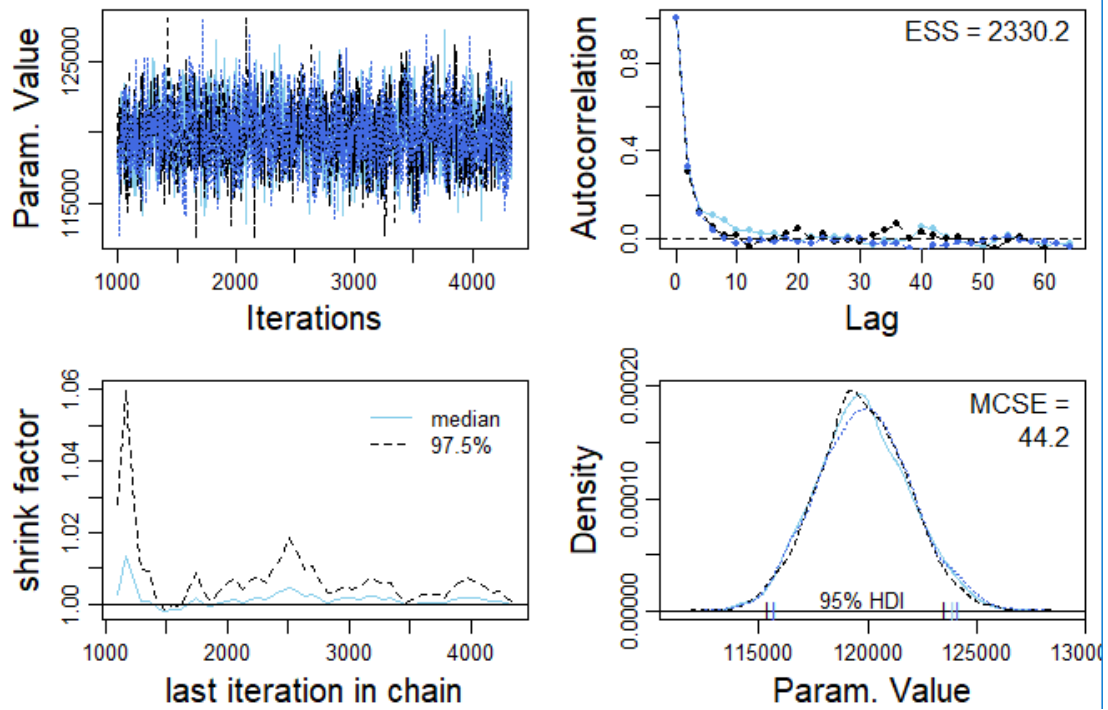 Param. Value
115000
125000
1000
2000
3000
4000
Iterations
Autocorrelation
0.0
0.4
0.8
ESS = 2330.2
0
10
20
30
40
50
60
Lag
shrink factor
1.00
1.02
1.04
1.06
median
97.5%
1000
2000
3000
4000
last iteration in chain
Density
0.00000
0.00010
0.00020
MCSE =
44.2
95% HDI
115000
120000
125000
13000
Param. Value